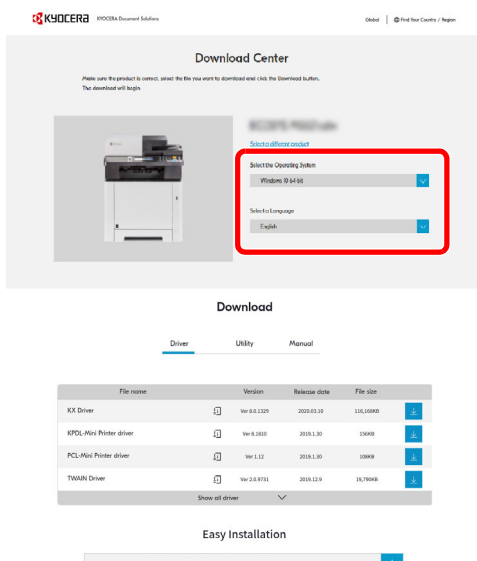 KYOCERA KYOCERA Document Solutions
Global Find Your Country / Region
Download Center
Make sure the product is correct, select the file you want to download and click the Download button.
The download will begin.
Select a different product
Select the Operating System
Windows 10 64 bit
Select a Language
English
Download
Driver Utility Manual
File name Version Release date File size
KX Driver Ver 8.0.1329 2020.03.10 116,168KB
KPDL-Mini Printer driver Ver 8.1810 2019.1.30 156KB
PCL-Mini Printer driver Ver 1.12 2019.1.30 108KB
TWAIN Driver Ver 2.0.9731 2019.12.9 19,790KB
Show all driver
Easy Installation